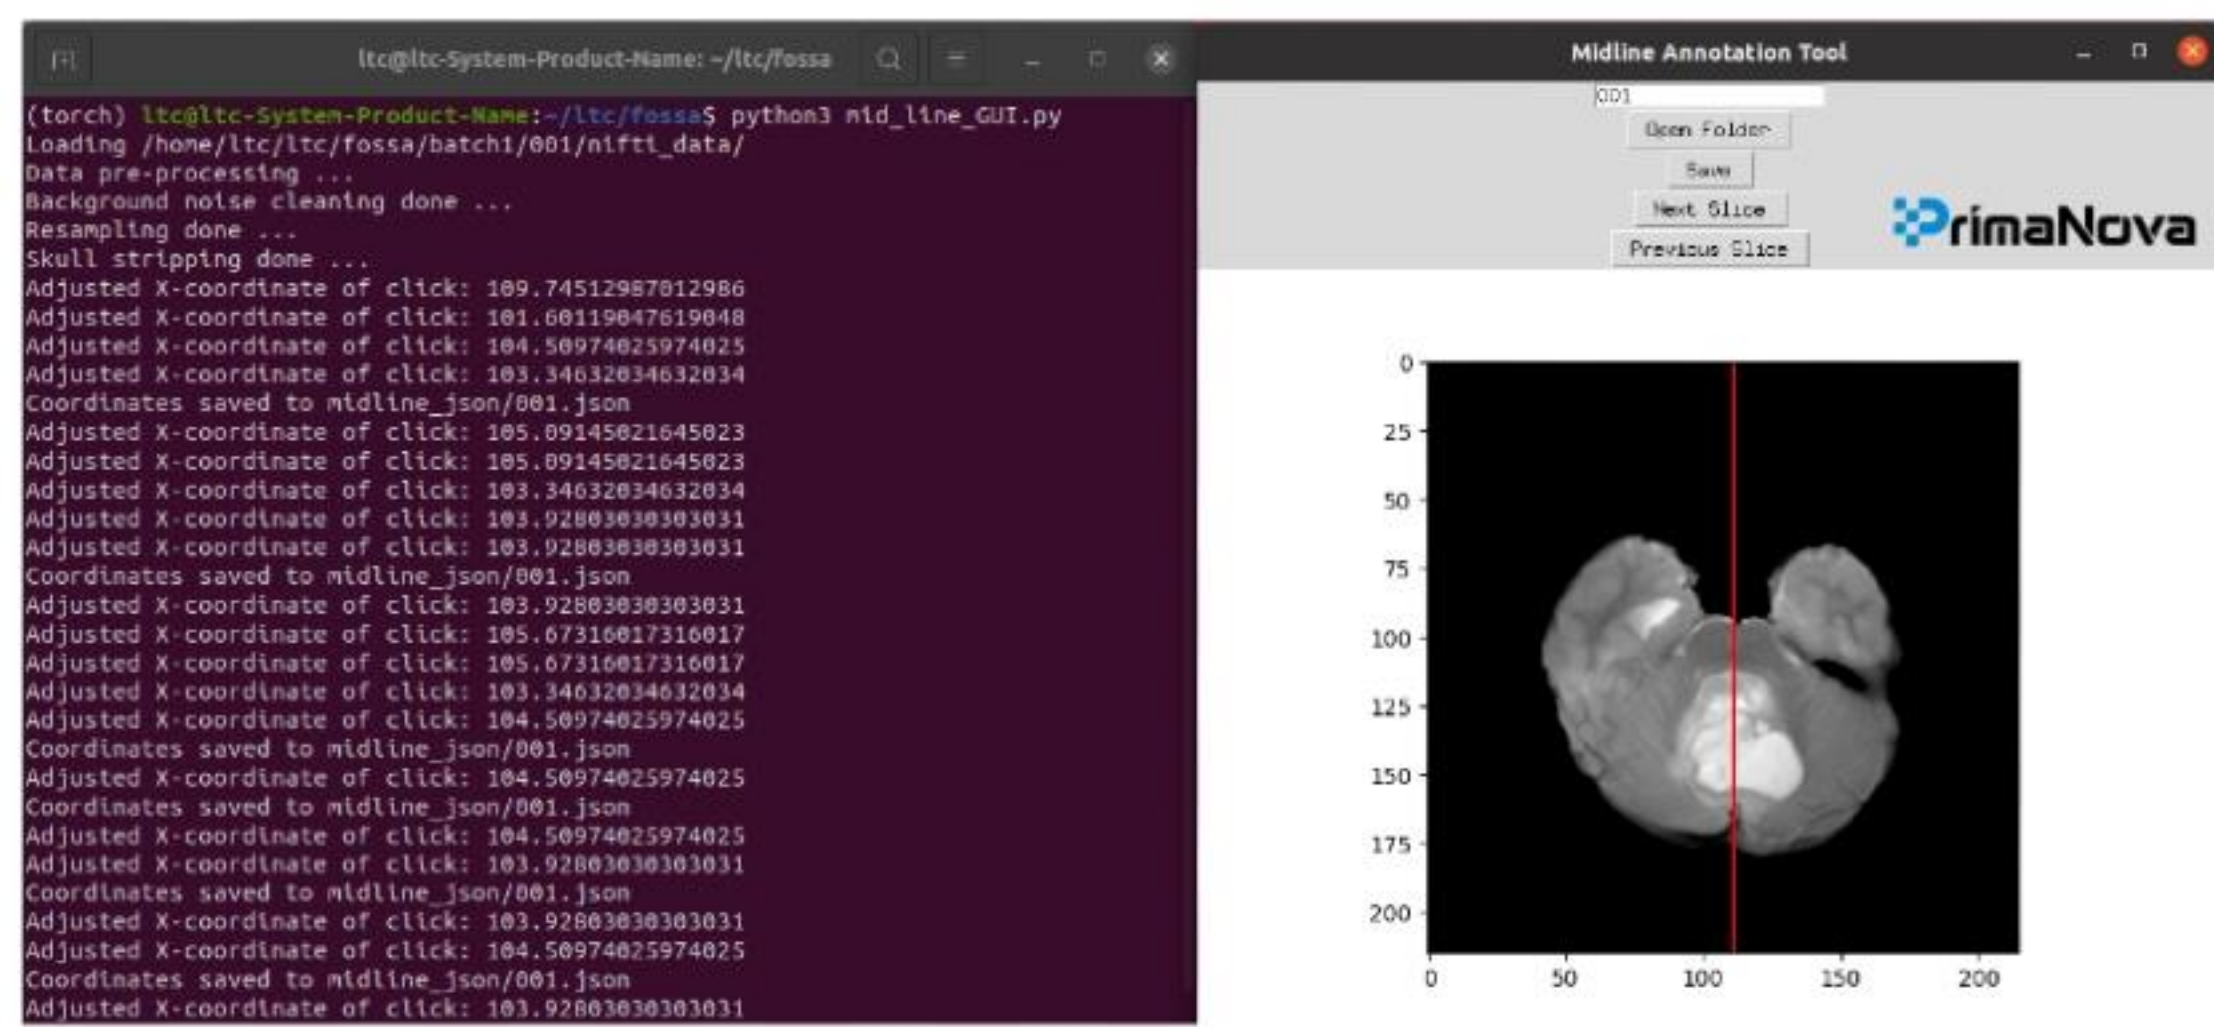 ltc@ltc-System-Product-Name: ~/ltc/fossa
(torch) ltc@ltc-System-Product-Name:~/ltc/fossa$ python3 mid_line_GUI.py
Loading /home/ltc/ltc/fossa/batch1/001/nifti_data/
Data pre-processing ...
Background noise cleaning done ...
Resampling done ...
Skull stripping done ...
Adjusted X-coordinate of click: 109.74512987012986
Adjusted X-coordinate of click: 101.60119047619048
Adjusted X-coordinate of click: 104.50974025974025
Adjusted X-coordinate of click: 103.34632034632034
Coordinates saved to midline_json/001.json
Adjusted X-coordinate of click: 105.09145021645023
Adjusted X-coordinate of click: 105.09145021645023
Adjusted X-coordinate of click: 103.34632034632034
Adjusted X-coordinate of click: 103.92803030303031
Adjusted X-coordinate of click: 103.92803030303031
Coordinates saved to midline_json/001.json
Adjusted X-coordinate of click: 103.92803030303031
Adjusted X-coordinate of click: 105.67316017316017
Adjusted X-coordinate of click: 105.67316017316017
Adjusted X-coordinate of click: 103.34632034632034
Adjusted X-coordinate of click: 104.50974025974025
Coordinates saved to midline_json/001.json
Adjusted X-coordinate of click: 104.50974025974025
Coordinates saved to midline_json/001.json
Adjusted X-coordinate of click: 104.50974025974025
Adjusted X-coordinate of click: 103.92803030303031
Coordinates saved to midline_json/001.json
Adjusted X-coordinate of click: 103.92803030303031
Adjusted X-coordinate of click: 104.50974025974025
Coordinates saved to midline_json/001.json
Adjusted X-coordinate of click: 103.92803030303031
Midline Annotation Tool
001
Open Folder
Save
Next Slice
Previous Slice
PrimaNova
0
25
50
75
100
125
150
175
200
0 50 100 150 200